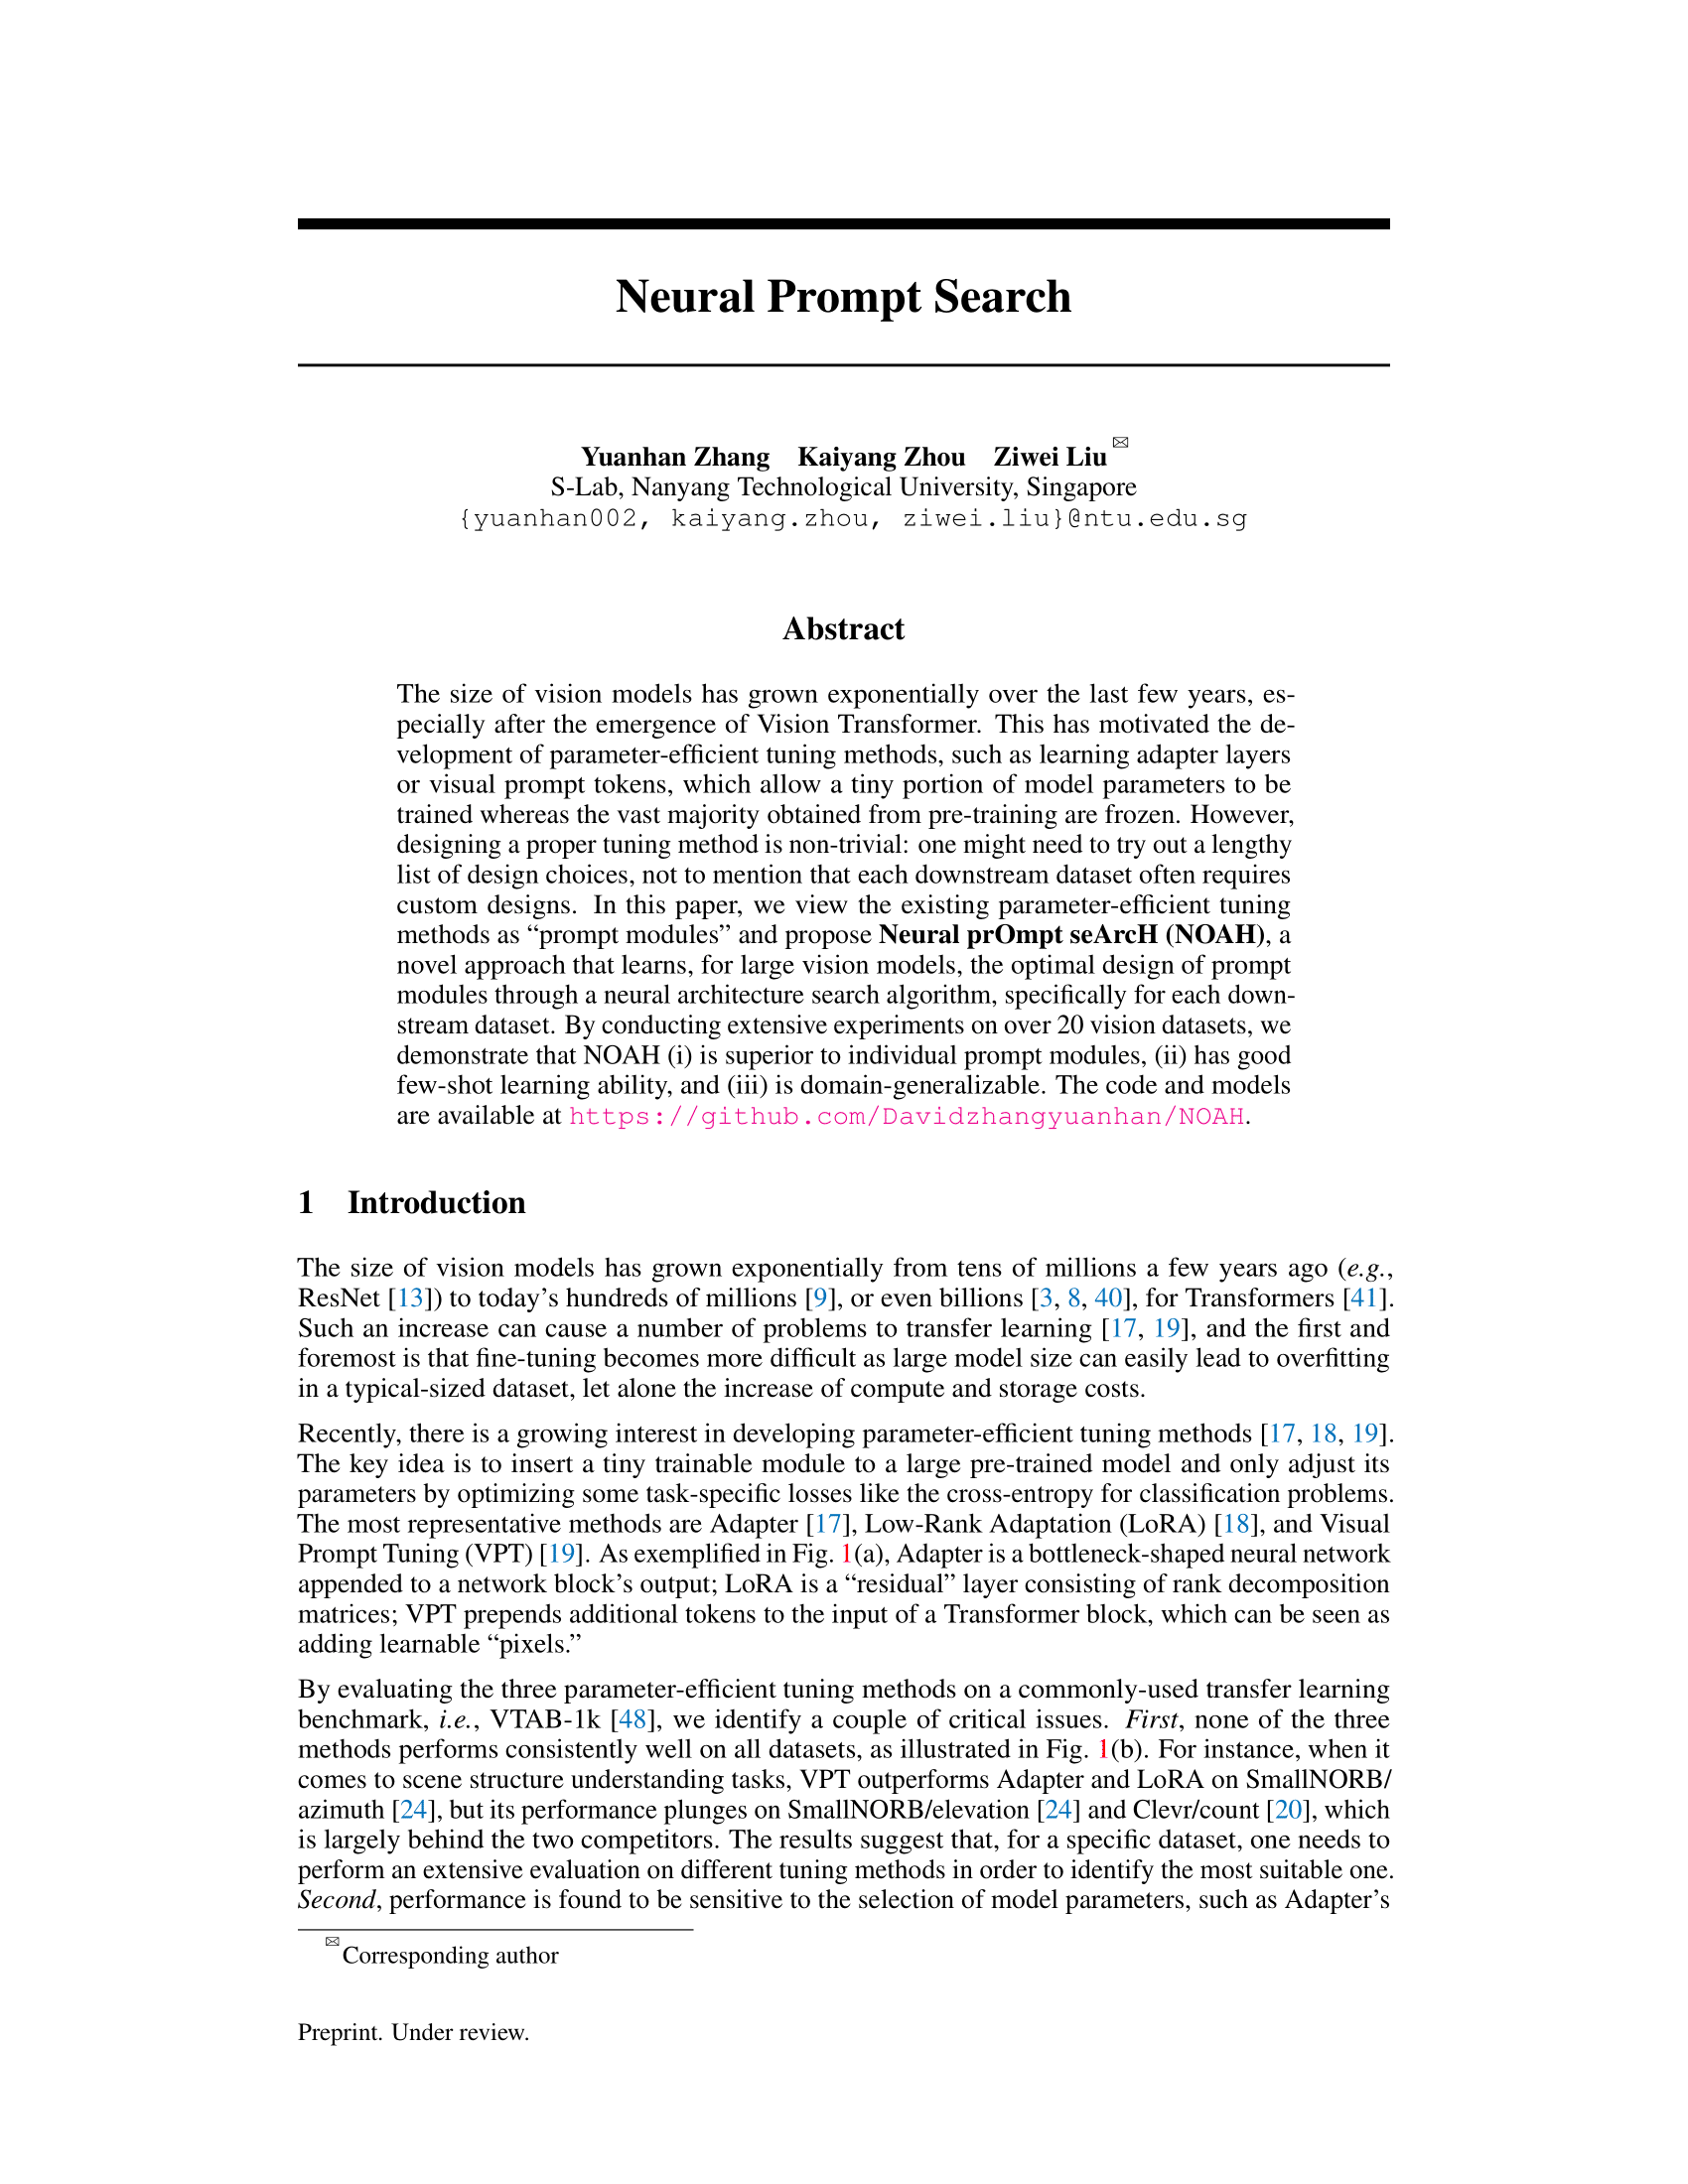 Neural Prompt Search
Yuanhan Zhang Kaiyang Zhou Ziwei Liu ✉
S-Lab, Nanyang Technological University, Singapore
{yuanhan002, kaiyang.zhou, ziwei.liu}@ntu.edu.sg
Abstract
The size of vision models has grown exponentially over the last few years, es-
pecially after the emergence of Vision Transformer. This has motivated the de-
velopment of parameter-efficient tuning methods, such as learning adapter layers
or visual prompt tokens, which allow a tiny portion of model parameters to be
trained whereas the vast majority obtained from pre-training are frozen. However,
designing a proper tuning method is non-trivial: one might need to try out a lengthy
list of design choices, not to mention that each downstream dataset often requires
custom designs. In this paper, we view the existing parameter-efficient tuning
methods as “prompt modules” and propose Neural prOmpt seArcH (NOAH), a
novel approach that learns, for large vision models, the optimal design of prompt
modules through a neural architecture search algorithm, specifically for each down-
stream dataset. By conducting extensive experiments on over 20 vision datasets, we
demonstrate that NOAH (i) is superior to individual prompt modules, (ii) has good
few-shot learning ability, and (iii) is domain-generalizable. The code and models
are available at https://github.com/Davidzhangyuanhan/NOAH.
1 Introduction
The size of vision models has grown exponentially from tens of millions a few years ago (e.g.,
ResNet [13]) to today’s hundreds of millions [9], or even billions [3, 8, 40], for Transformers [41].
Such an increase can cause a number of problems to transfer learning [17, 19], and the first and
foremost is that fine-tuning becomes more difficult as large model size can easily lead to overfitting
in a typical-sized dataset, let alone the increase of compute and storage costs.
Recently, there is a growing interest in developing parameter-efficient tuning methods [17, 18, 19].
The key idea is to insert a tiny trainable module to a large pre-trained model and only adjust its
parameters by optimizing some task-specific losses like the cross-entropy for classification problems.
The most representative methods are Adapter [17], Low-Rank Adaptation (LoRA) [18], and Visual
Prompt Tuning (VPT) [19]. As exemplified in Fig. 1(a), Adapter is a bottleneck-shaped neural network
appended to a network block’s output; LoRA is a “residual” layer consisting of rank decomposition
matrices; VPT prepends additional tokens to the input of a Transformer block, which can be seen as
adding learnable “pixels.”
By evaluating the three parameter-efficient tuning methods on a commonly-used transfer learning
benchmark, i.e., VTAB-1k [48], we identify a couple of critical issues. First, none of the three
methods performs consistently well on all datasets, as illustrated in Fig. 1(b). For instance, when it
comes to scene structure understanding tasks, VPT outperforms Adapter and LoRA on SmallNORB/
azimuth [24], but its performance plunges on SmallNORB/elevation [24] and Clevr/count [20], which
is largely behind the two competitors. The results suggest that, for a specific dataset, one needs to
perform an extensive evaluation on different tuning methods in order to identify the most suitable one.
Second, performance is found to be sensitive to the selection of model parameters, such as Adapter’s
✉Corresponding author
Preprint. Under review.